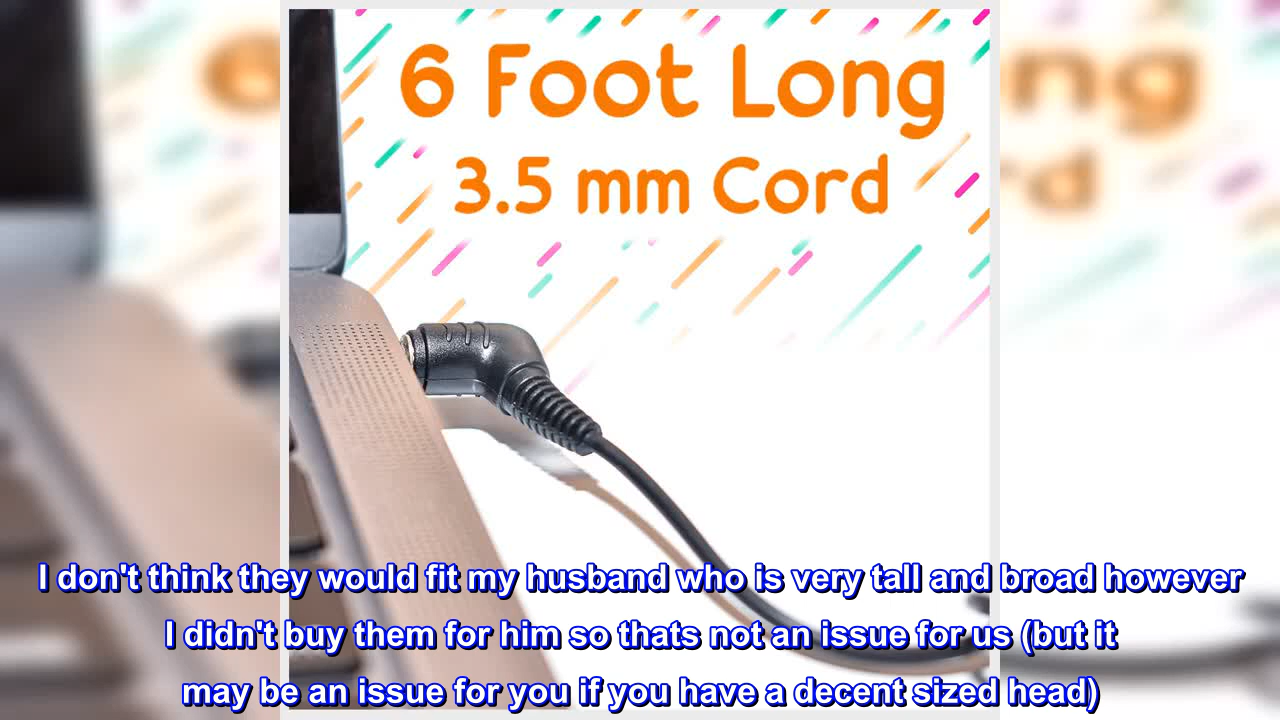 6 Foot Long
3.5 mm Cord
I don't think they would fit my husband who is very tall and broad however
I didn't buy them for him so thats not an issue for us (but it
may be an issue for you if you have a decent sized head)